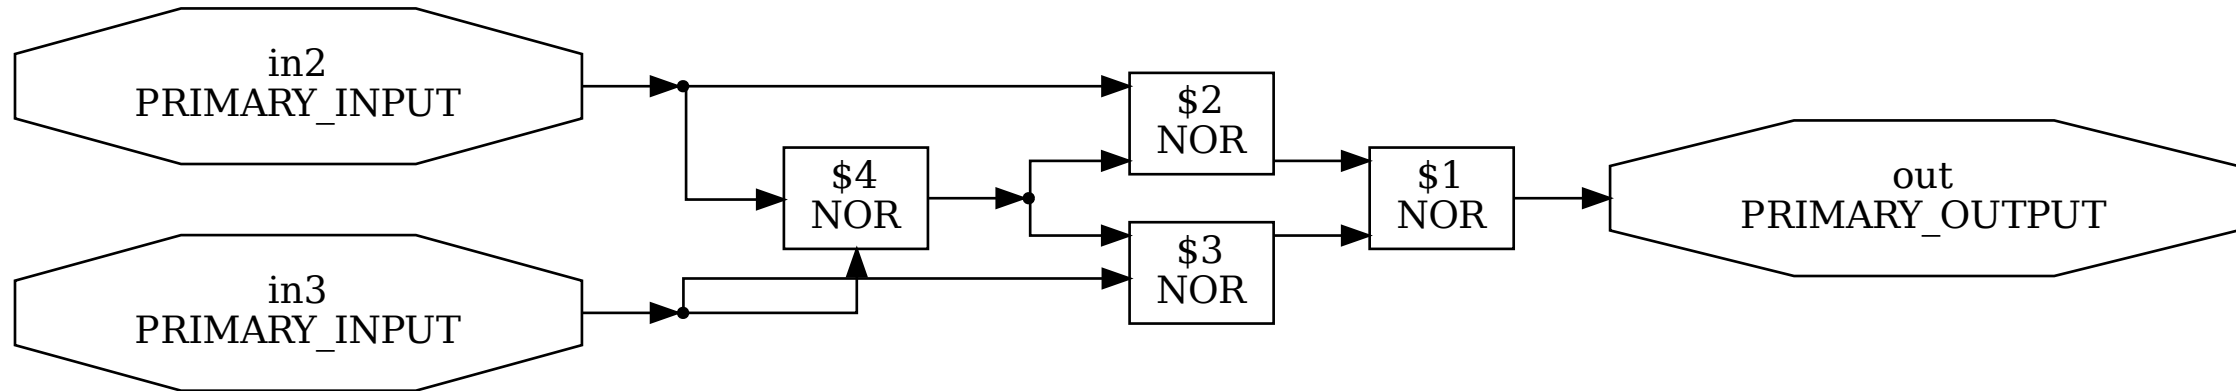 in2
PRIMARY_INPUT
$2
NOR
$4
NOR
$1
NOR
out
PRIMARY_OUTPUT
$3
NOR
in3
PRIMARY_INPUT